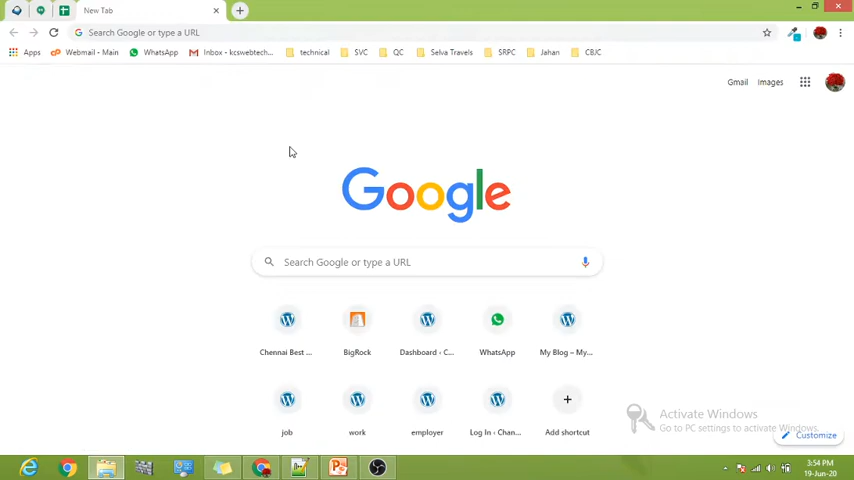 New Tab
Search Google or type a URL
Apps Webmail - Main WhatsApp Inbox - kcswebtech... technical SVC QC Selva Travels SRPC Jahan CBJC
Gmail Images
Google
Search Google or type a URL
Chennai Best ... BigRock Dashboard ‹ C... WhatsApp My Blog – My...
job work employer Log In ‹ Chan... Add shortcut
Activate Windows
Go to PC settings to activate Windows.
Customize
3:54 PM
19-Jun-20